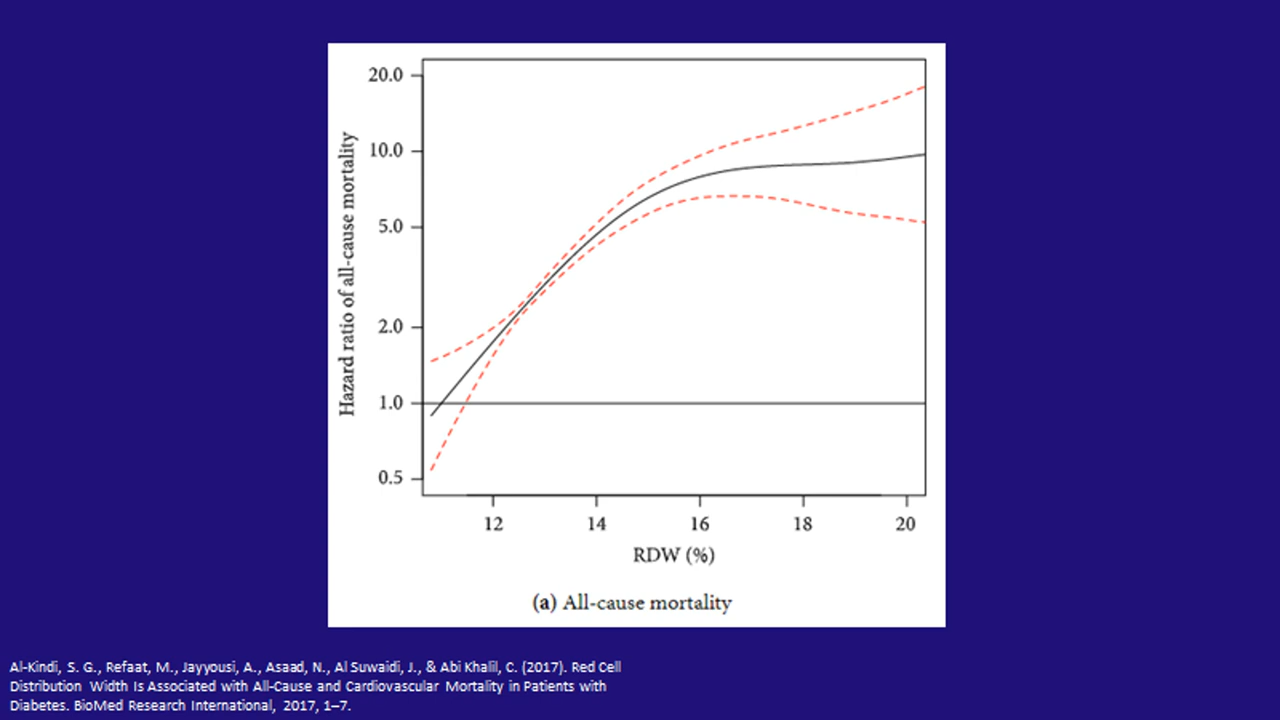 20.0
10.0
5.0
2.0
1.0
0.5
Hazard ratio of all-cause mortality
12 14 16 18 20
RDW (%)
(a) All-cause mortality
Al-Kindi, S. G., Refaat, M., Jayyousi, A., Asaad, N., Al Suwaidi, J., & Abi Khalil, C. (2017). Red Cell
Distribution Width Is Associated with All-Cause and Cardiovascular Mortality in Patients with
Diabetes. BioMed Research International, 2017, 1–7.